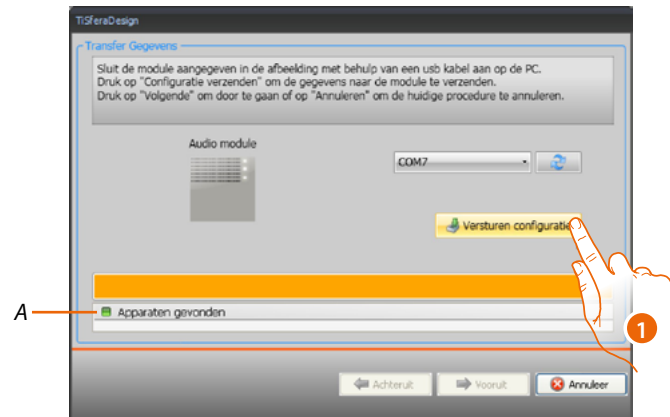 TiSferaDesign
Transfer Gegevens
Sluit de module aangegeven in de afbeelding met behulp van een usb kabel aan op de PC.
Druk op "Configuratie verzenden" om de gegevens naar de module te verzenden.
Druk op "Volgende" om door te gaan of op "Annuleren" om de huidige procedure te annuleren.
Audio module
COM7
Versturen configuratie
A
Apparaten gevonden
1
Achteruit
Vooruit
Annuleer